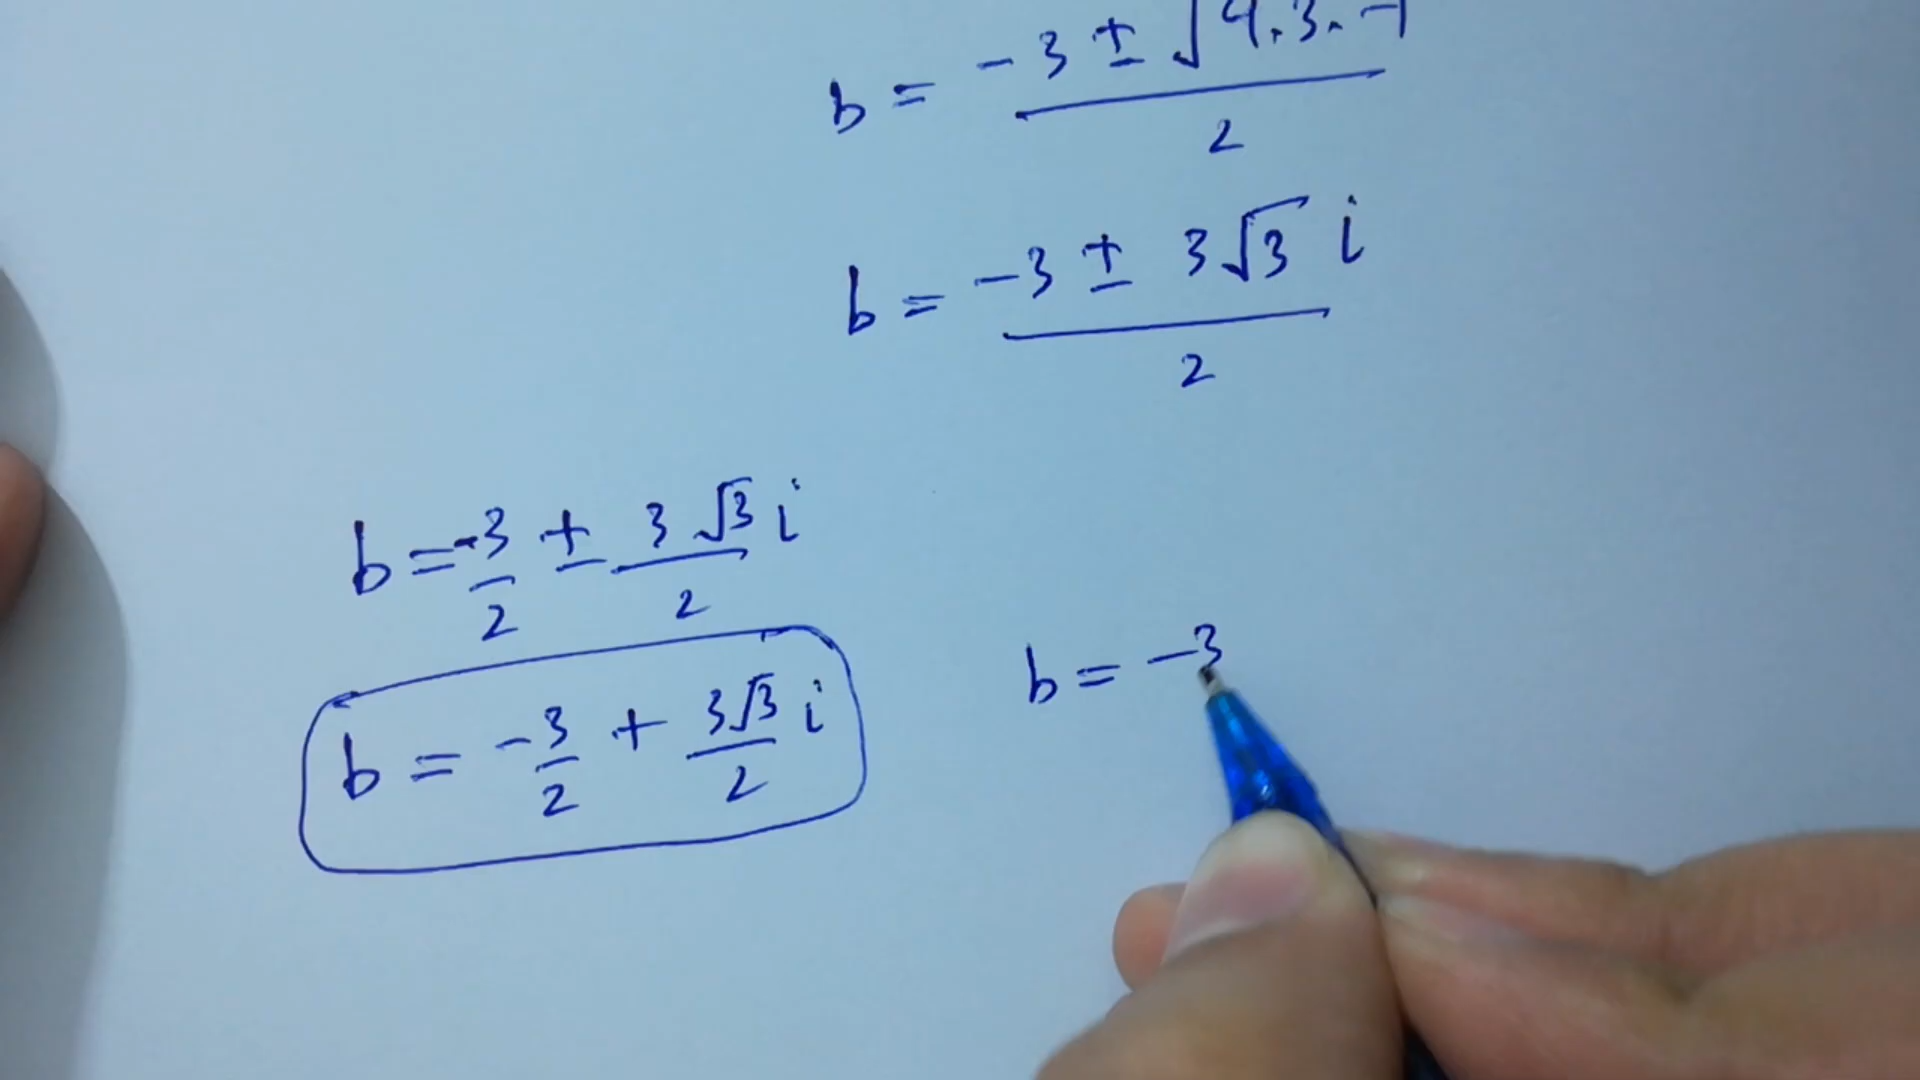 b = -3 ± √9.3.-1 / 2
b = -3 ± 3√3 i / 2
b = -3/2 ± 3√3/2 i
b = -3/2 + 3√3/2 i
b = -3